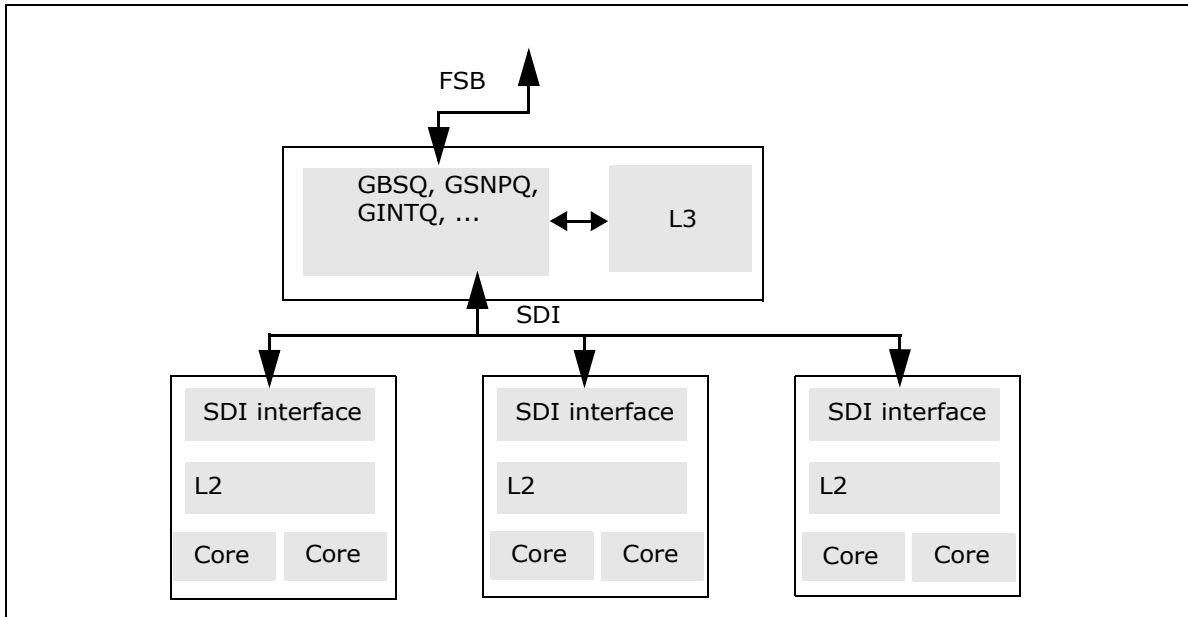 FSB
GBSQ, GSNPQ,
GINTQ, ...
L3
SDI
SDI interface
SDI interface
SDI interface
L2
L2
L2
Core
Core
Core
Core
Core
Core